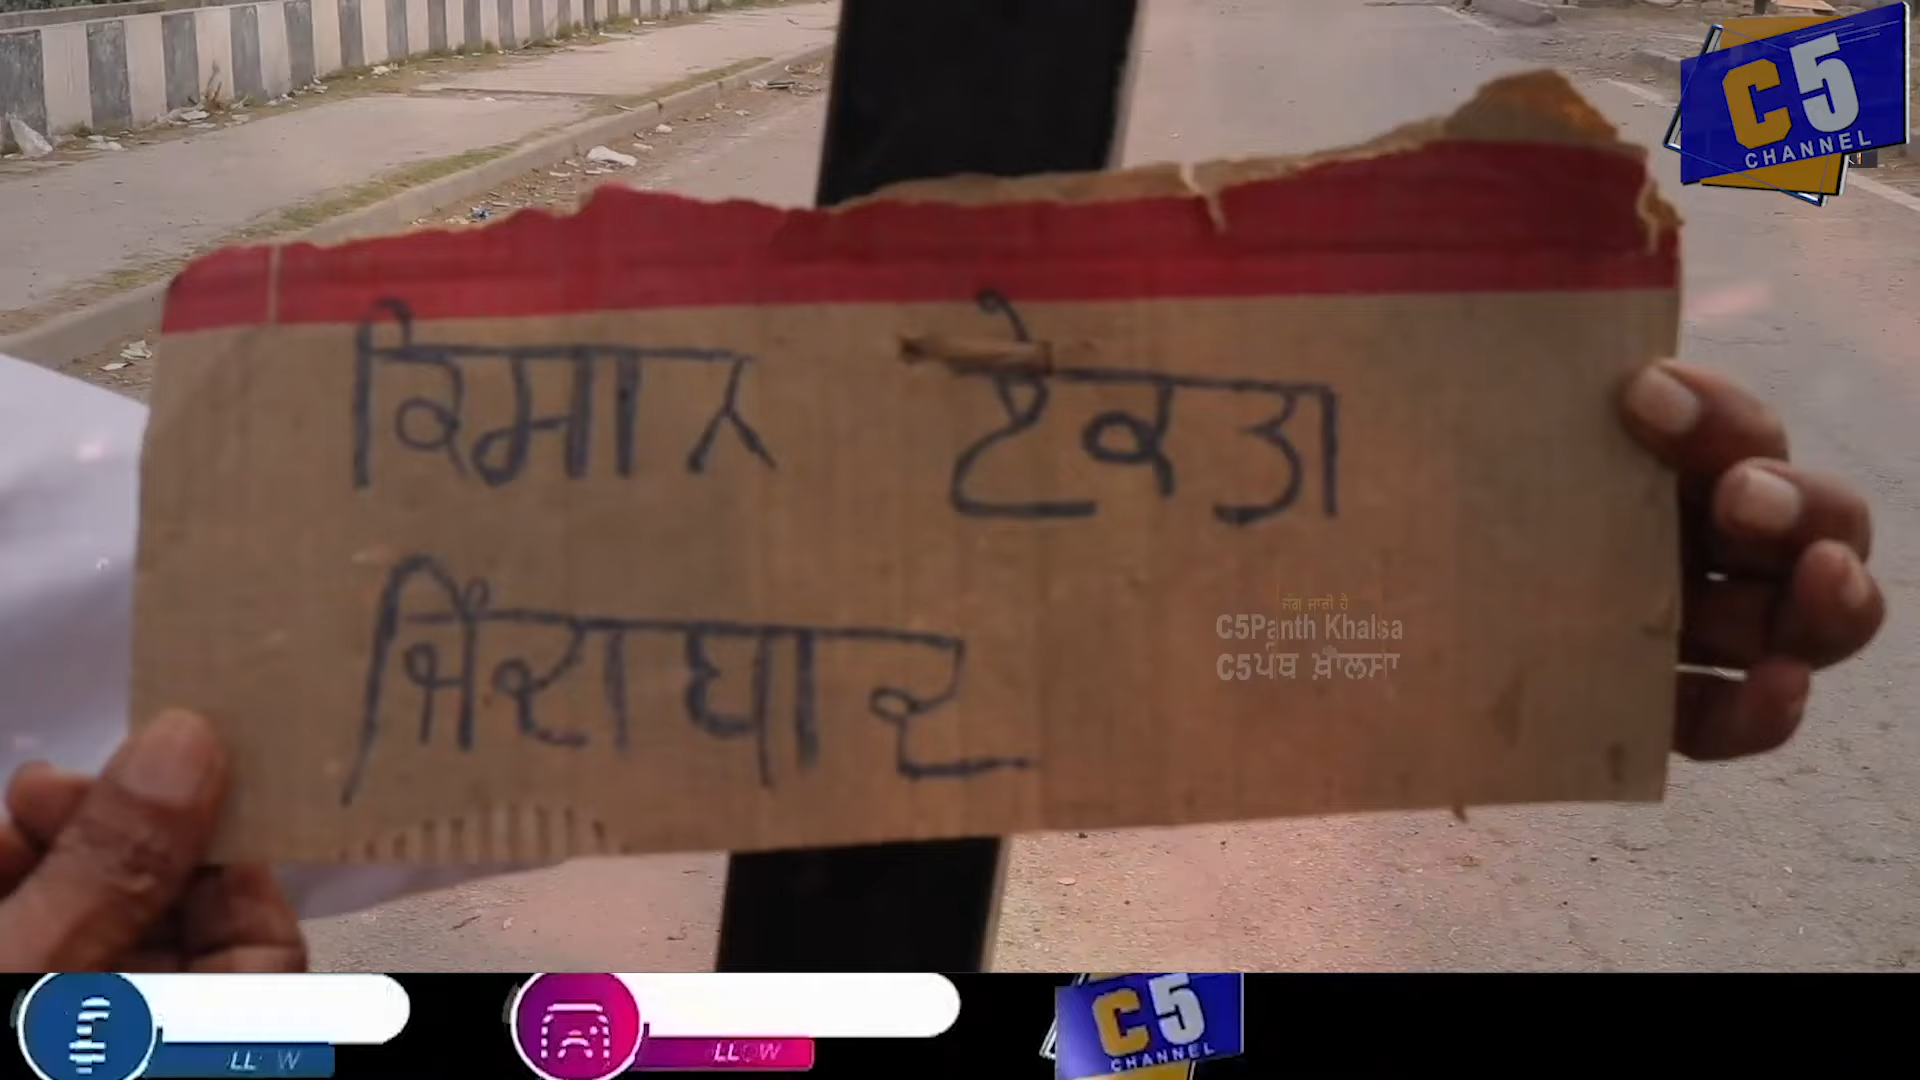 C5
CHANNEL
ਕਿਸਾਨ ਏਕਤਾ
ਜਿੰਦਾਬਾਦ
ਜੰਗ ਜਾਰੀ ਹੈ
C5Panth Khalsa
C5ਪੰਥ ਖ਼ਾਲਸਾ
C5
CHANNEL